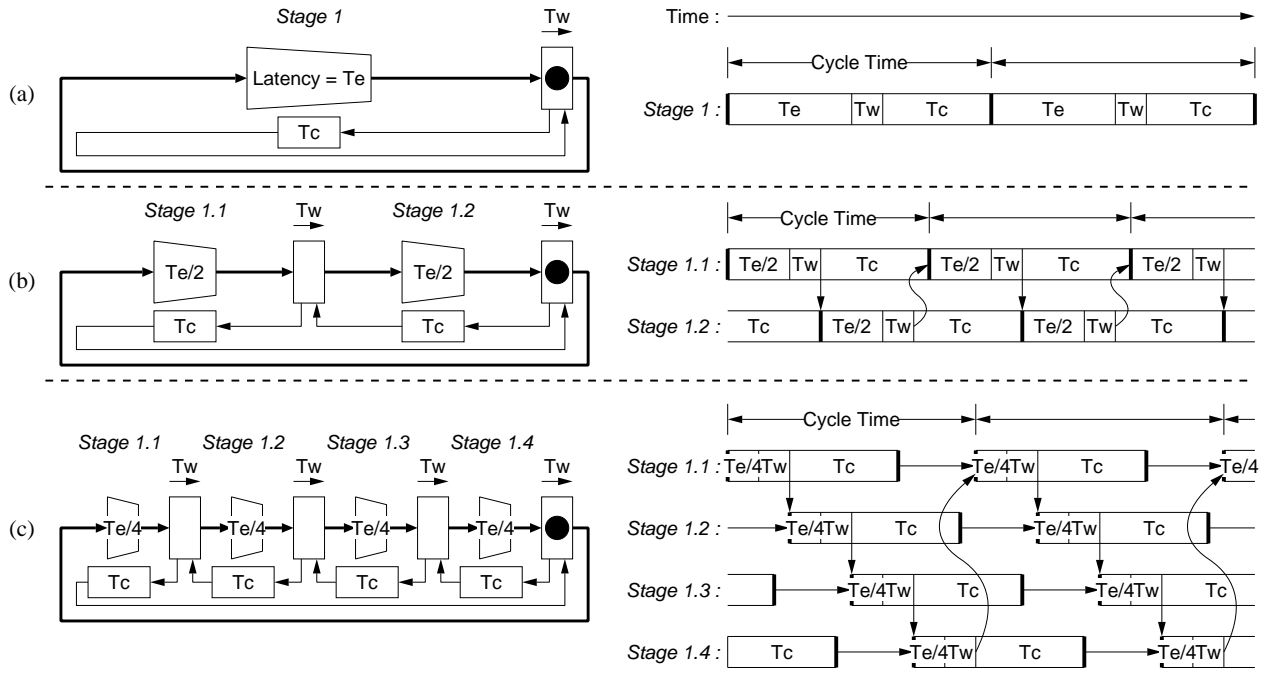 Stage 1
Tw
Time :
(a)
Latency = Te
Cycle Time
Tc
Stage 1 :
Te Tw Tc Te Tw Tc
Stage 1.1
Tw
Stage 1.2
Tw
Cycle Time
(b)
Te/2
Te/2
Tc
Tc
Stage 1.1 :
Te/2 Tw Tc Te/2 Tw Tc Te/2 Tw
Stage 1.2 :
Tc Te/2 Tw Tc Te/2 Tw Tc
Stage 1.1
Tw
Stage 1.2
Tw
Stage 1.3
Tw
Stage 1.4
Tw
Cycle Time
(c)
Te/4
Te/4
Te/4
Te/4
Tc
Tc
Tc
Tc
Stage 1.1 :
Te/4 Tw Tc Te/4 Tw Tc Te/4
Stage 1.2 :
Te/4 Tw Tc Te/4 Tw Tc
Stage 1.3 :
Te/4 Tw Tc Te/4 Tw Tc
Stage 1.4 :
Tc Te/4 Tw Tc Te/4 Tw